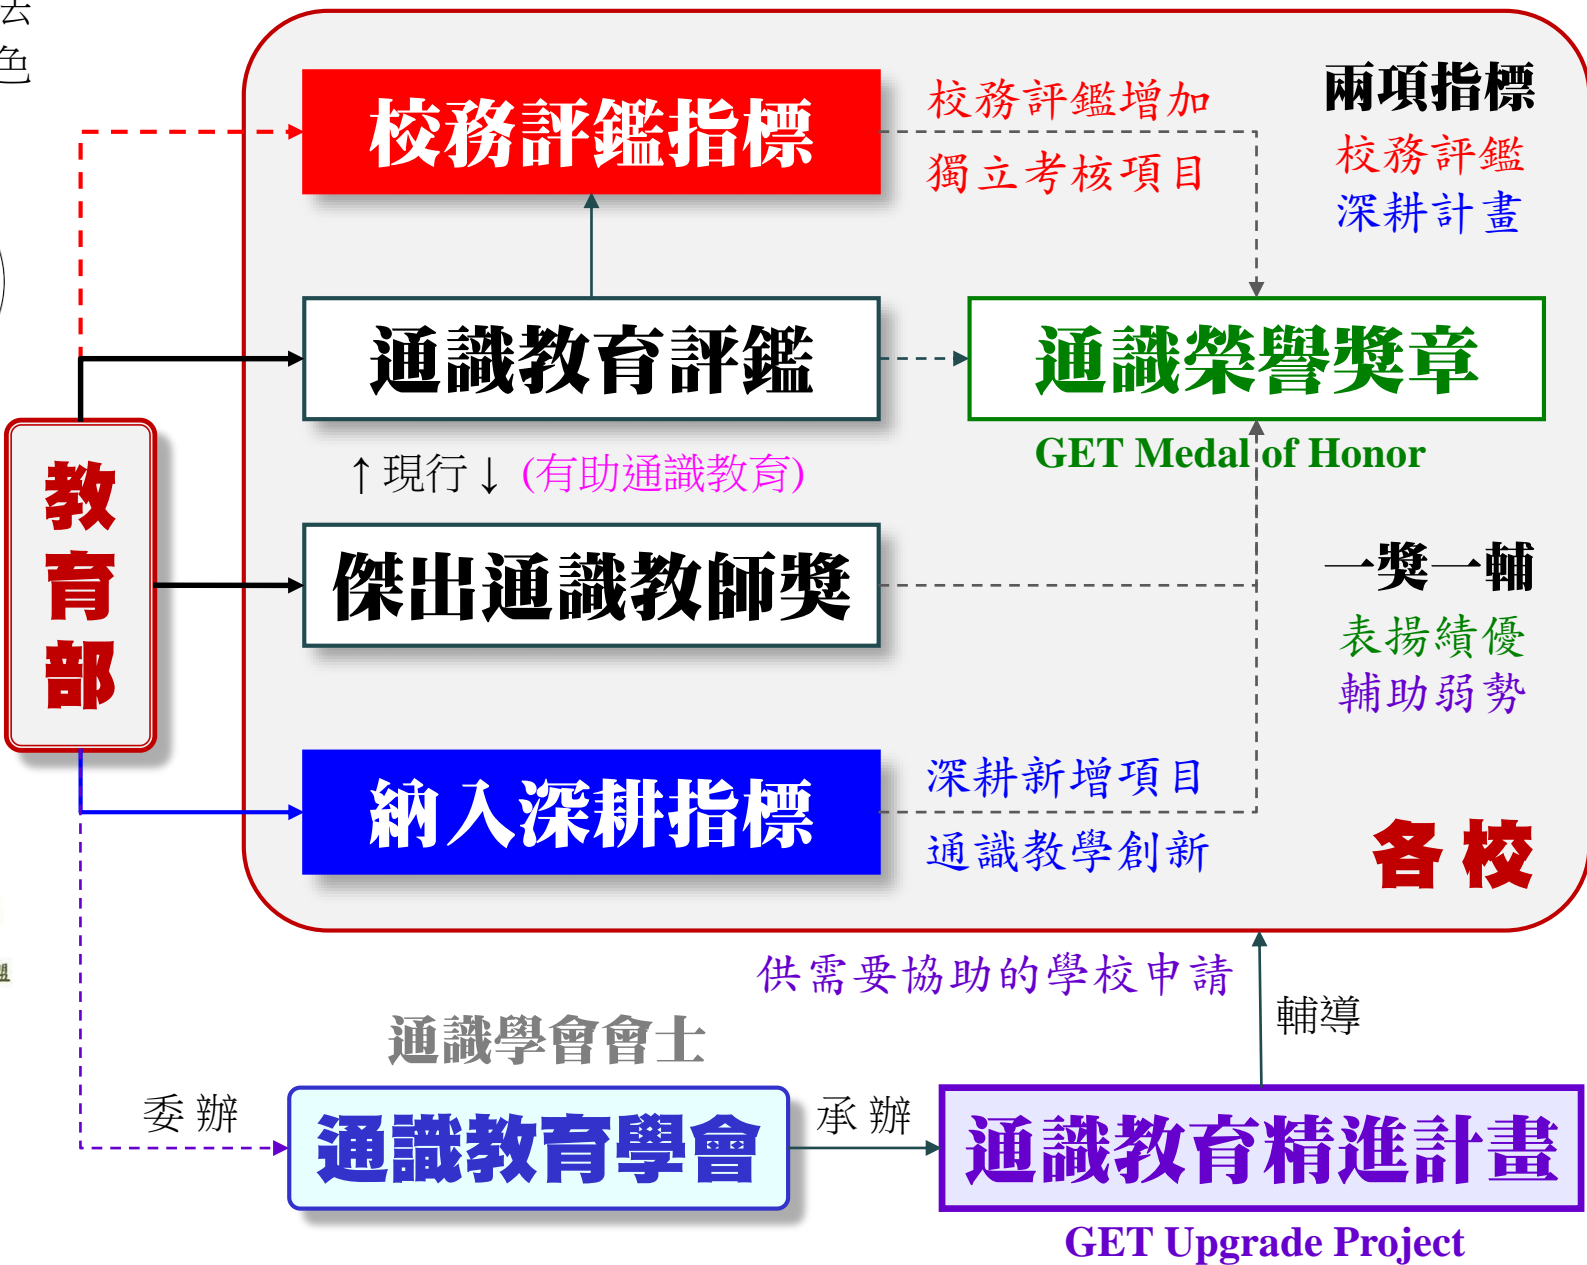 去
色
校務評鑑指標
校務評鑑增加
獨立考核項目
兩項指標
校務評鑑
深耕計畫
通識教育評鑑
通識榮譽獎章
GET Medal of Honor
↑現行↓ (有助通識教育)
教
育
部
傑出通識教師獎
一獎一輔
表揚績優
輔助弱勢
納入深耕指標
深耕新增項目
通識教學創新
各校
供需要協助的學校申請
輔導
通識學會會士
委辦
通識教育學會
承辦
通識教育精進計畫
GET Upgrade Project